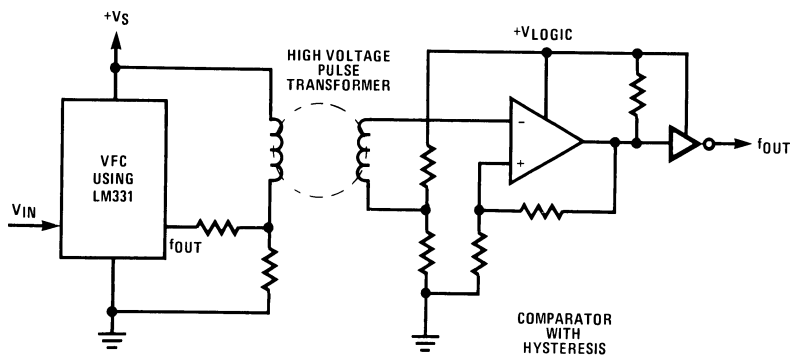 +VS
HIGH VOLTAGE
PULSE
TRANSFORMER
+VLOGIC
VFC
USING
LM331
VIN
fOUT
-
+
fOUT
COMPARATOR
WITH
HYSTERESIS